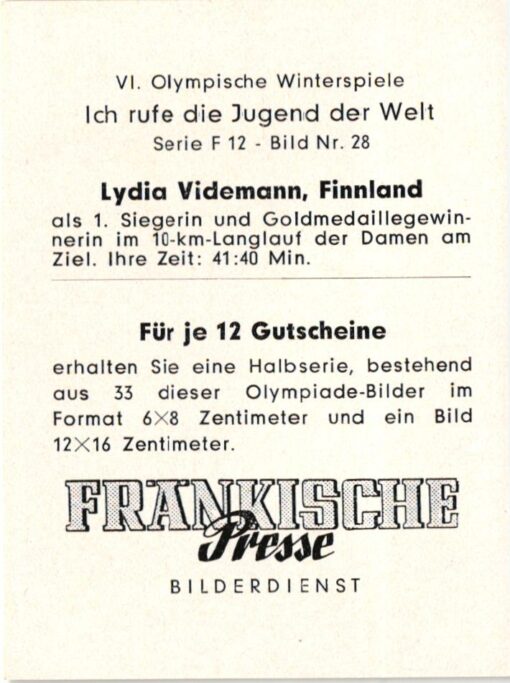 VI. Olympische Winterspiele
Ich rufe die Jugend der Welt
Serie F 12 - Bild Nr. 28
Lydia Videmann, Finnland
als 1. Siegerin und Goldmedaillegewin-
nerin im 10-km-Langlauf der Damen am
Ziel. Ihre Zeit: 41:40 Min.
Für je 12 Gutscheine
erhalten Sie eine Halbserie, bestehend
aus 33 dieser Olympiade-Bilder im
Format 6×8 Zentimeter und ein Bild
12×16 Zentimeter.
FRÄNKISCHE
Presse
BILDERDIENST